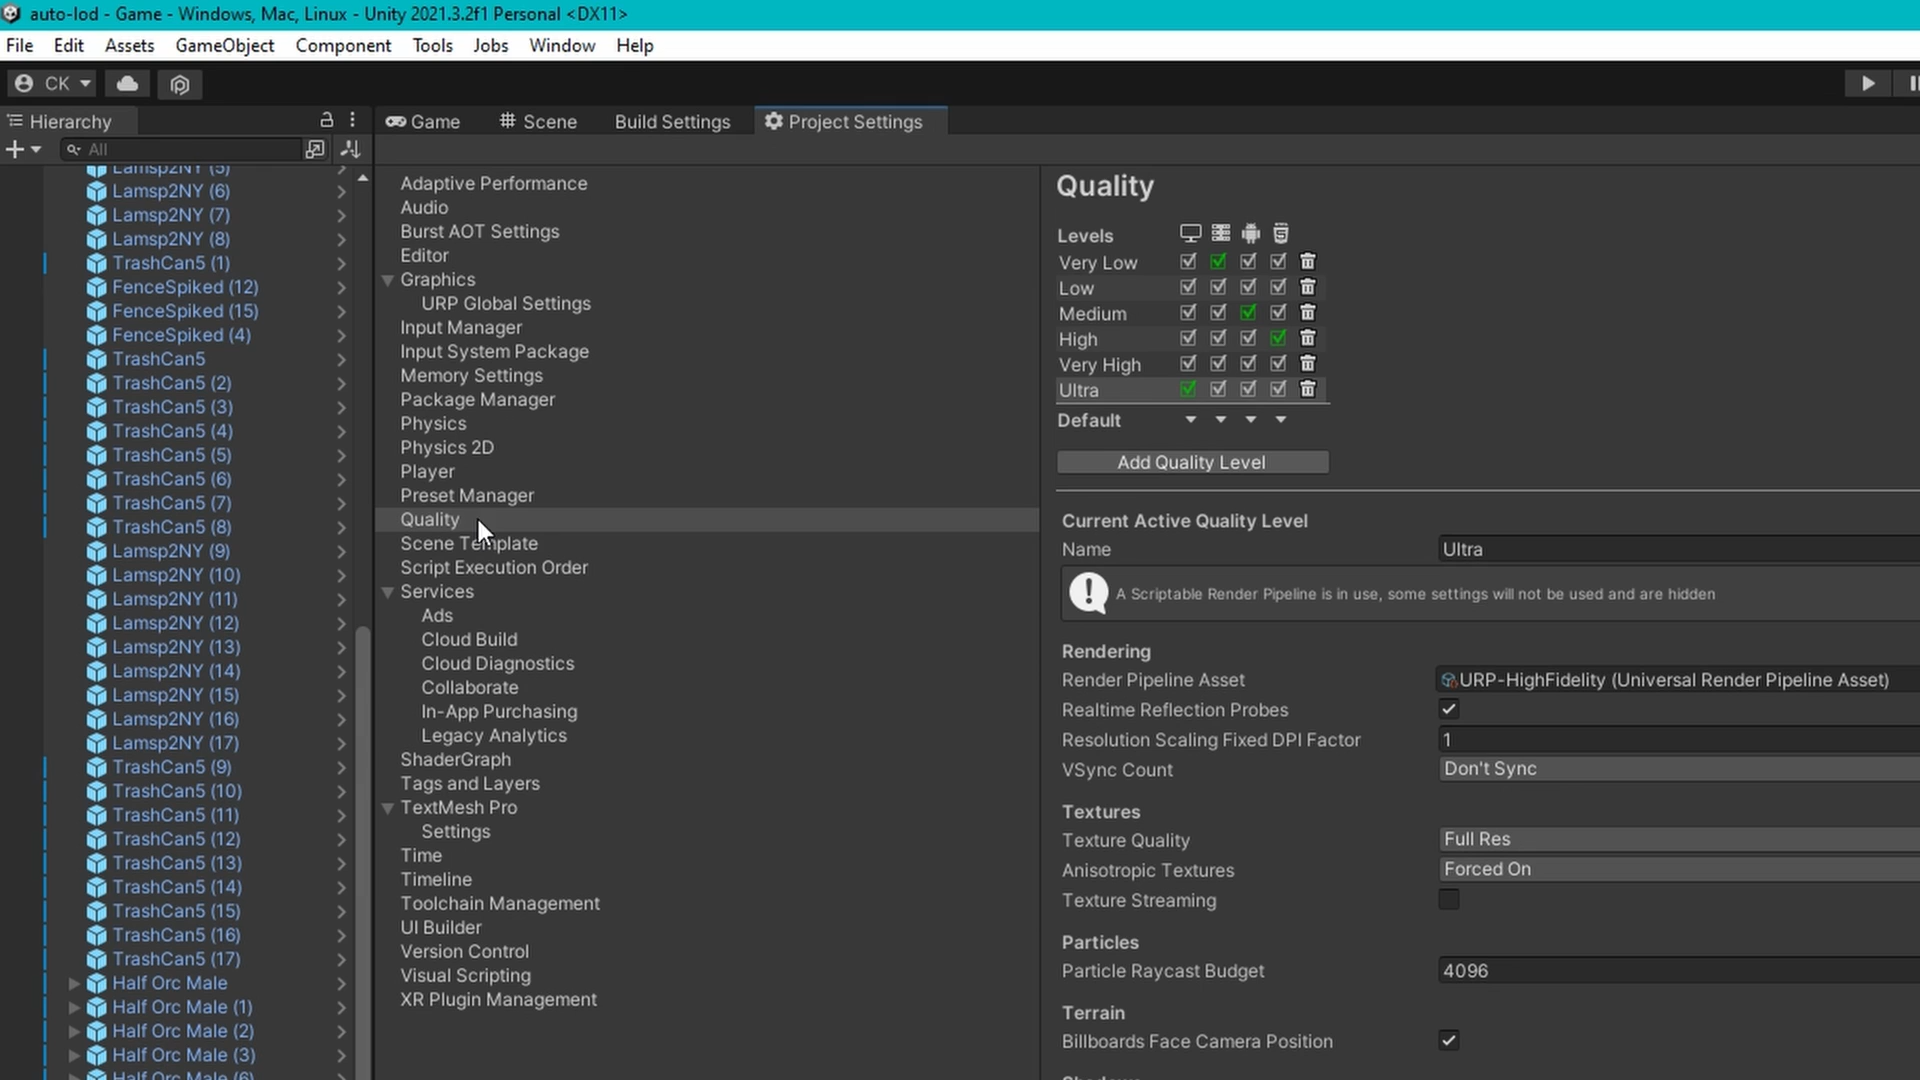 auto-lod - Game - Windows, Mac, Linux - Unity 2021.3.2f1 Personal <DX11>
File Edit Assets GameObject Component Tools Jobs Window Help
CK
Hierarchy
All
Lamsp2NY (5)
Lamsp2NY (6)
Lamsp2NY (7)
Lamsp2NY (8)
TrashCan5 (1)
FenceSpiked (12)
FenceSpiked (15)
FenceSpiked (4)
TrashCan5
TrashCan5 (2)
TrashCan5 (3)
TrashCan5 (4)
TrashCan5 (5)
TrashCan5 (6)
TrashCan5 (7)
TrashCan5 (8)
Lamsp2NY (9)
Lamsp2NY (10)
Lamsp2NY (11)
Lamsp2NY (12)
Lamsp2NY (13)
Lamsp2NY (14)
Lamsp2NY (15)
Lamsp2NY (16)
Lamsp2NY (17)
TrashCan5 (9)
TrashCan5 (10)
TrashCan5 (11)
TrashCan5 (12)
TrashCan5 (13)
TrashCan5 (14)
TrashCan5 (15)
TrashCan5 (16)
TrashCan5 (17)
Half Orc Male
Half Orc Male (1)
Half Orc Male (2)
Half Orc Male (3)
Half Orc Male (6)
Game Scene Build Settings Project Settings
Adaptive Performance
Audio
Burst AOT Settings
Editor
Graphics
URP Global Settings
Input Manager
Input System Package
Memory Settings
Package Manager
Physics
Physics 2D
Player
Preset Manager
Quality
Scene Template
Script Execution Order
Services
Ads
Cloud Build
Cloud Diagnostics
Collaborate
In-App Purchasing
Legacy Analytics
ShaderGraph
Tags and Layers
TextMesh Pro
Settings
Time
Timeline
Toolchain Management
UI Builder
Version Control
Visual Scripting
XR Plugin Management
Quality
Levels
Very Low
Low
Medium
High
Very High
Ultra
Default
Add Quality Level
Current Active Quality Level
Name Ultra
A Scriptable Render Pipeline is in use, some settings will not be used and are hidden
Rendering
Render Pipeline Asset URP-HighFidelity (Universal Render Pipeline Asset)
Realtime Reflection Probes
Resolution Scaling Fixed DPI Factor 1
VSync Count Don't Sync
Textures
Texture Quality Full Res
Anisotropic Textures Forced On
Texture Streaming
Particles
Particle Raycast Budget 4096
Terrain
Billboards Face Camera Position